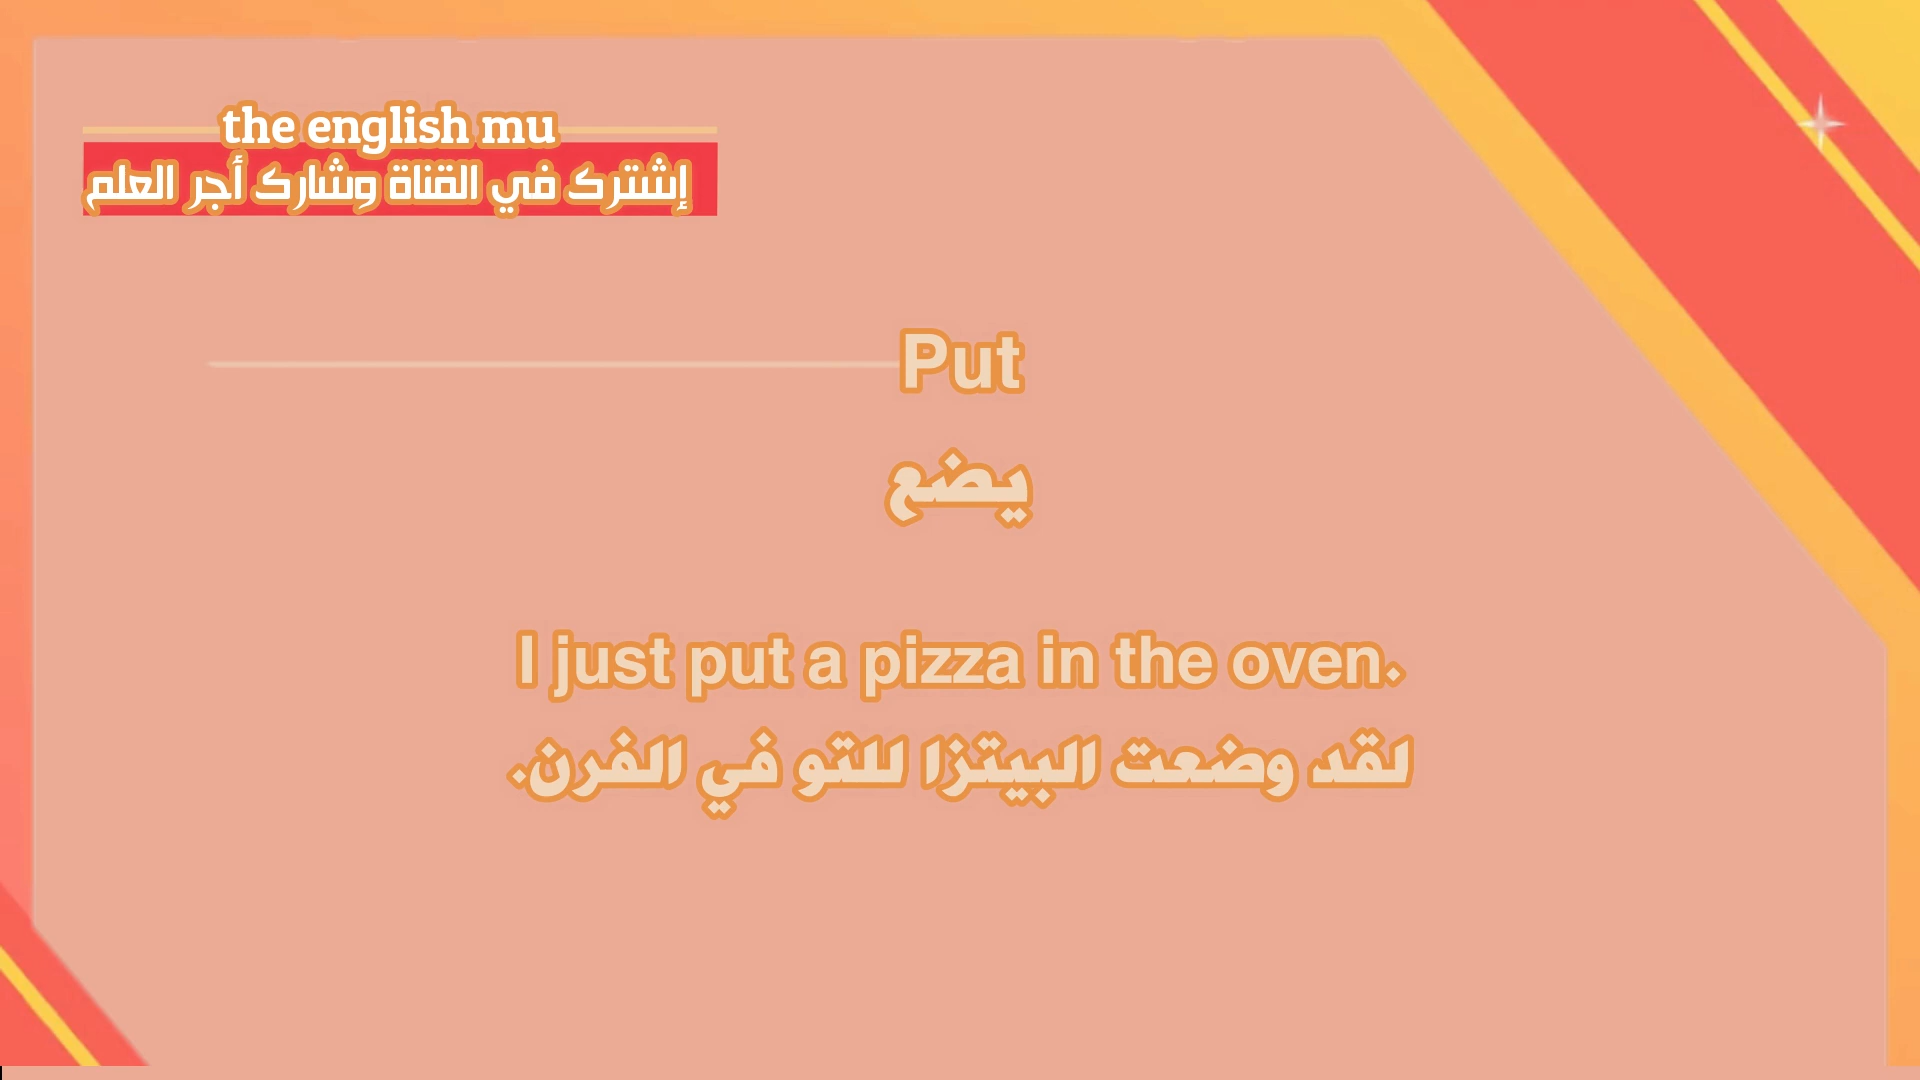 the english mu
إشترك في القناة وشارك أجر العلم
Put
يضع
I just put a pizza in the oven.
لقد وضعت البيتزا للتو في الفرن.